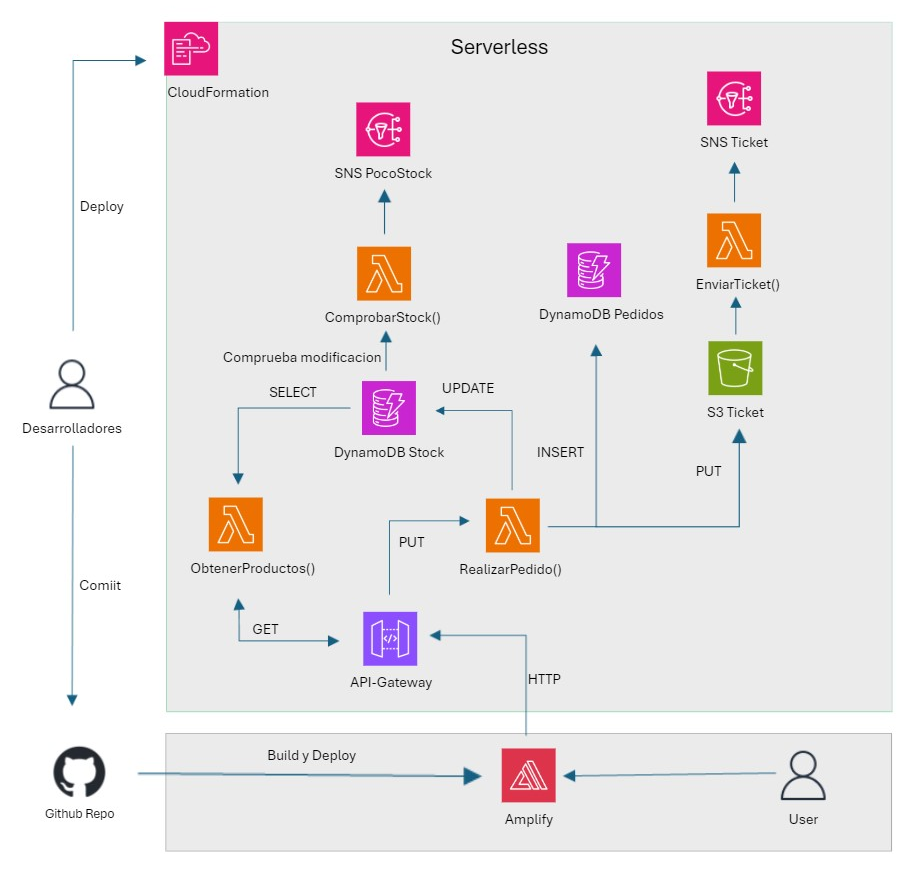 Serverless
CloudFormation
SNS Ticket
SNS PocoStock
Deploy
EnviarTicket()
DynamoDB Pedidos
ComprobarStock()
Comprueba modificacion
SELECT
UPDATE
S3 Ticket
Desarrolladores
DynamoDB Stock
INSERT
PUT
PUT
ObtenerProductos()
RealizarPedido()
Comiit
GET
API-Gateway
HTTP
Build y Deploy
Github Repo
Amplify
User